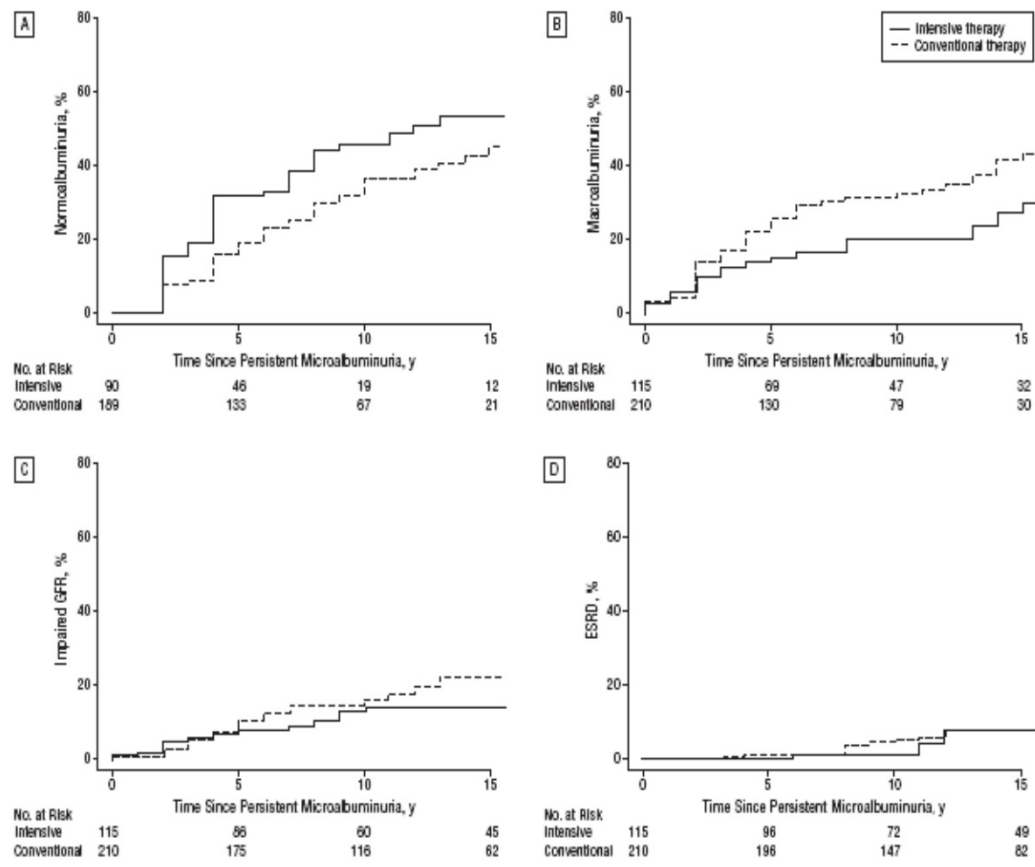 A
80
60
40
20
0
Normoalbuminuria, %
0 5 10 15
Time Since Persistent Microalbuminuria, y
No. at Risk
Intensive 90 46 19 12
Conventional 189 133 67 21
B
Intensive therapy
Conventional therapy
80
60
40
20
0
Macroalbuminuria, %
0 5 10 15
Time Since Persistent Microalbuminuria, y
No. at Risk
Intensive 115 69 47 32
Conventional 210 130 79 30
C
80
60
40
20
0
Impaired GFR, %
0 5 10 15
Time Since Persistent Microalbuminuria, y
No. at Risk
Intensive 115 86 60 45
Conventional 210 175 116 62
D
80
60
40
20
0
ESRD, %
0 5 10 15
Time Since Persistent Microalbuminuria, y
No. at Risk
Intensive 115 96 72 49
Conventional 210 196 147 82